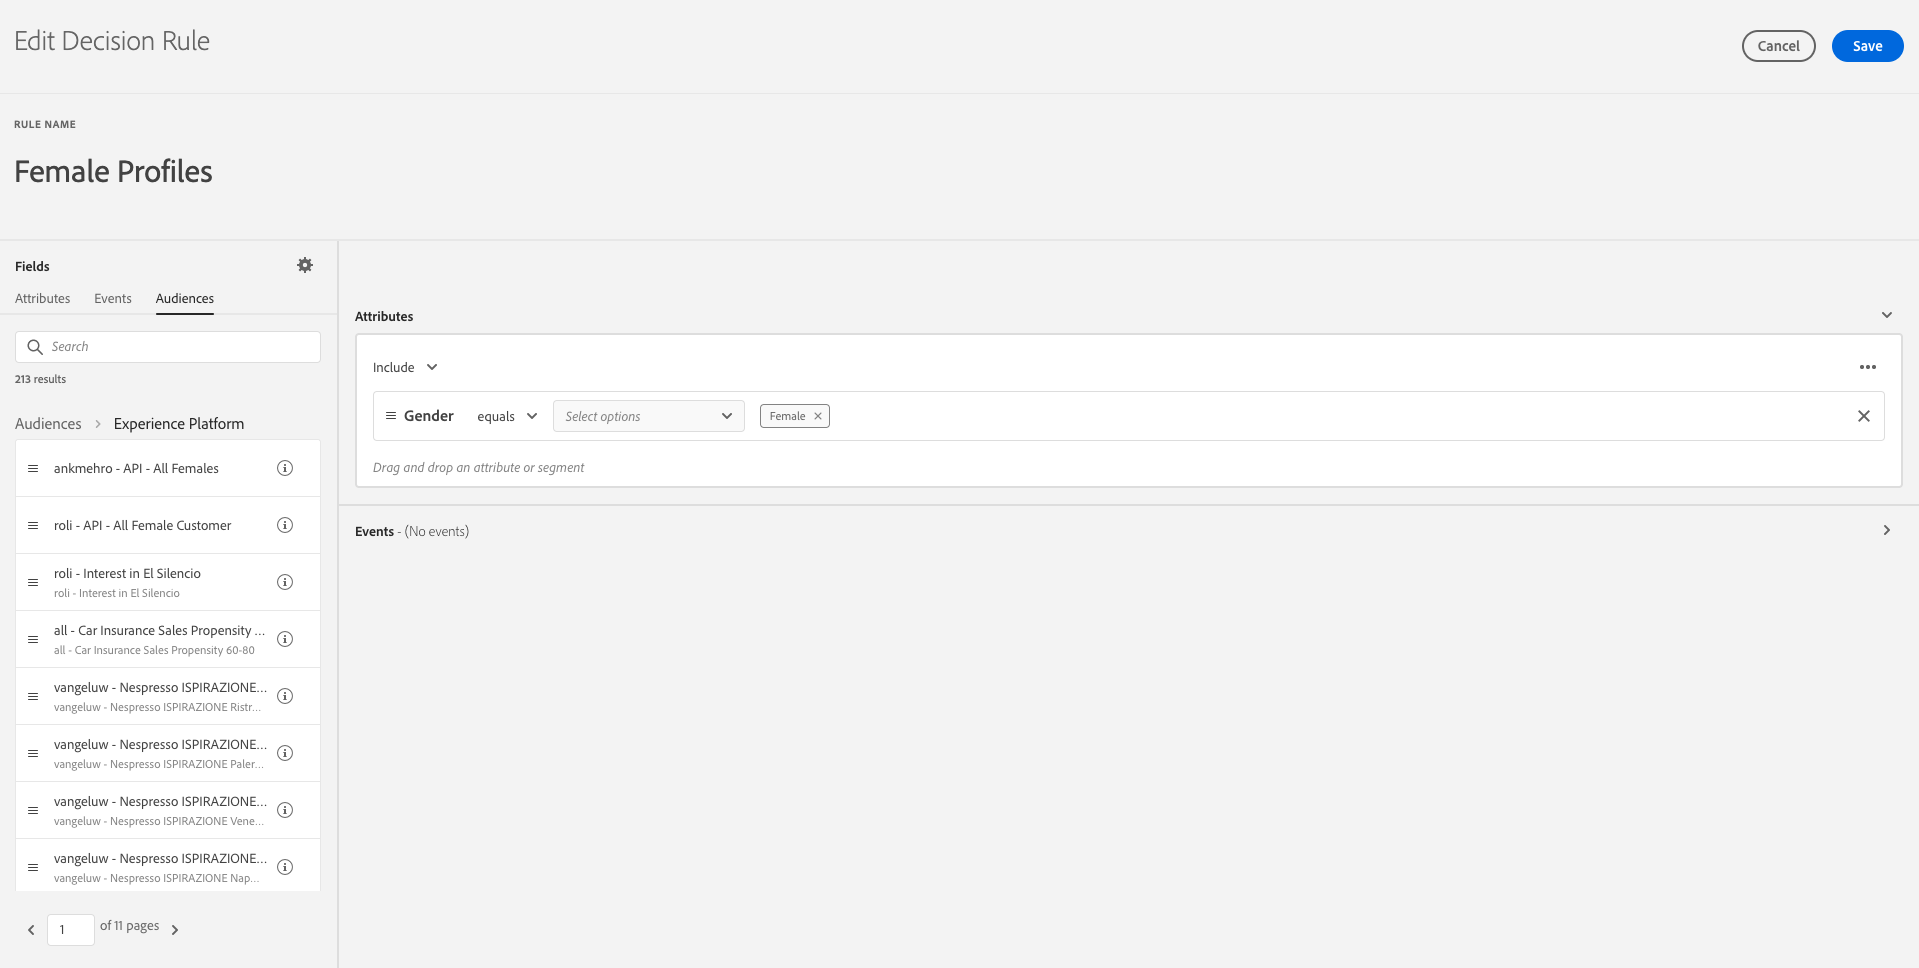 Edit Decision Rule
Cancel
Save
RULE NAME
Female Profiles
Fields
Attributes Events Audiences
Search
213 results
Audiences > Experience Platform
ankmehro - API - All Females
roli - API - All Female Customer
roli - Interest in El Silencio
roli - Interest in El Silencio
all - Car Insurance Sales Propensity ...
all - Car Insurance Sales Propensity 60-80
vangeluw - Nespresso ISPIRAZIONE...
vangeluw - Nespresso ISPIRAZIONE Ristr...
vangeluw - Nespresso ISPIRAZIONE...
vangeluw - Nespresso ISPIRAZIONE Paler...
vangeluw - Nespresso ISPIRAZIONE...
vangeluw - Nespresso ISPIRAZIONE Vene...
vangeluw - Nespresso ISPIRAZIONE...
vangeluw - Nespresso ISPIRAZIONE Nap...
1 of 11 pages
Attributes
Include
Gender equals Select options Female
Drag and drop an attribute or segment
Events - (No events)